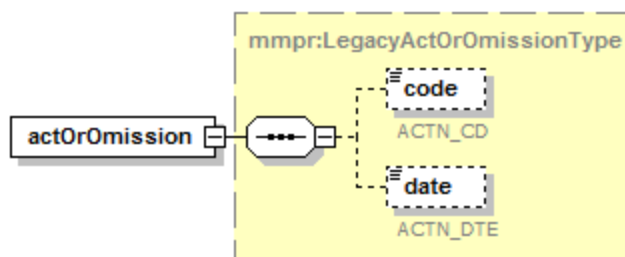 mmpr:LegacyActOrOmissionType
code
ACTN_CD
actOrOmission
date
ACTN_DTE